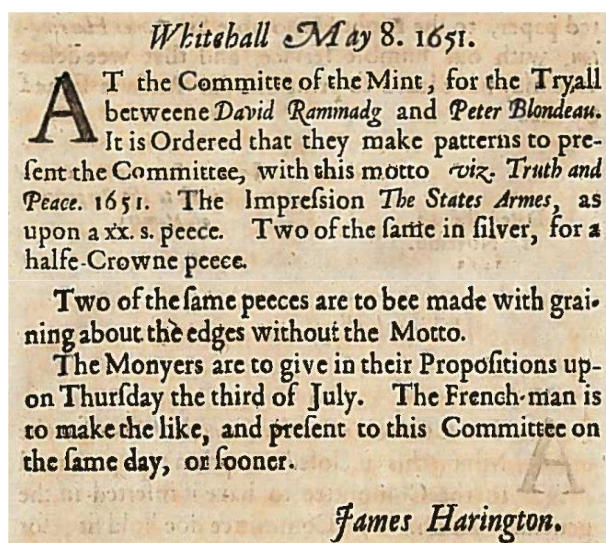 Whitehall May 8. 1651.
AT the Committe of the Mint, for the Tryall
betweene David Rammadg and Peter Blondeau.
It is Ordered that they make patterns to pre-
ſent the Committee, with this motto viz. Truth and
Peace. 1651. The Impreſsion The States Armes, as
upon a xx. s. peece. Two of the ſame in ſilver, for a
halfe-Crowne peece.
Two of the ſame peeces are to bee made with grai-
ning about the edges without the Motto.
The Monyers are to give in their Propoſitions up-
on Thurſday the third of July. The French-man is
to make the like, and preſent to this Committee on
the ſame day, or ſooner.
James Harington.